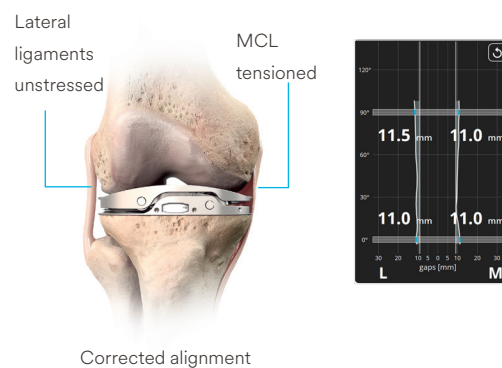 Lateral
ligaments
unstressed
MCL
tensioned
120°
90°
11.5 mm 11.0 mm
60°
30°
11.0 mm 11.0 mm
0°
30 20 10 5 0 5 10 20 30
gaps [mm]
L M
Corrected alignment